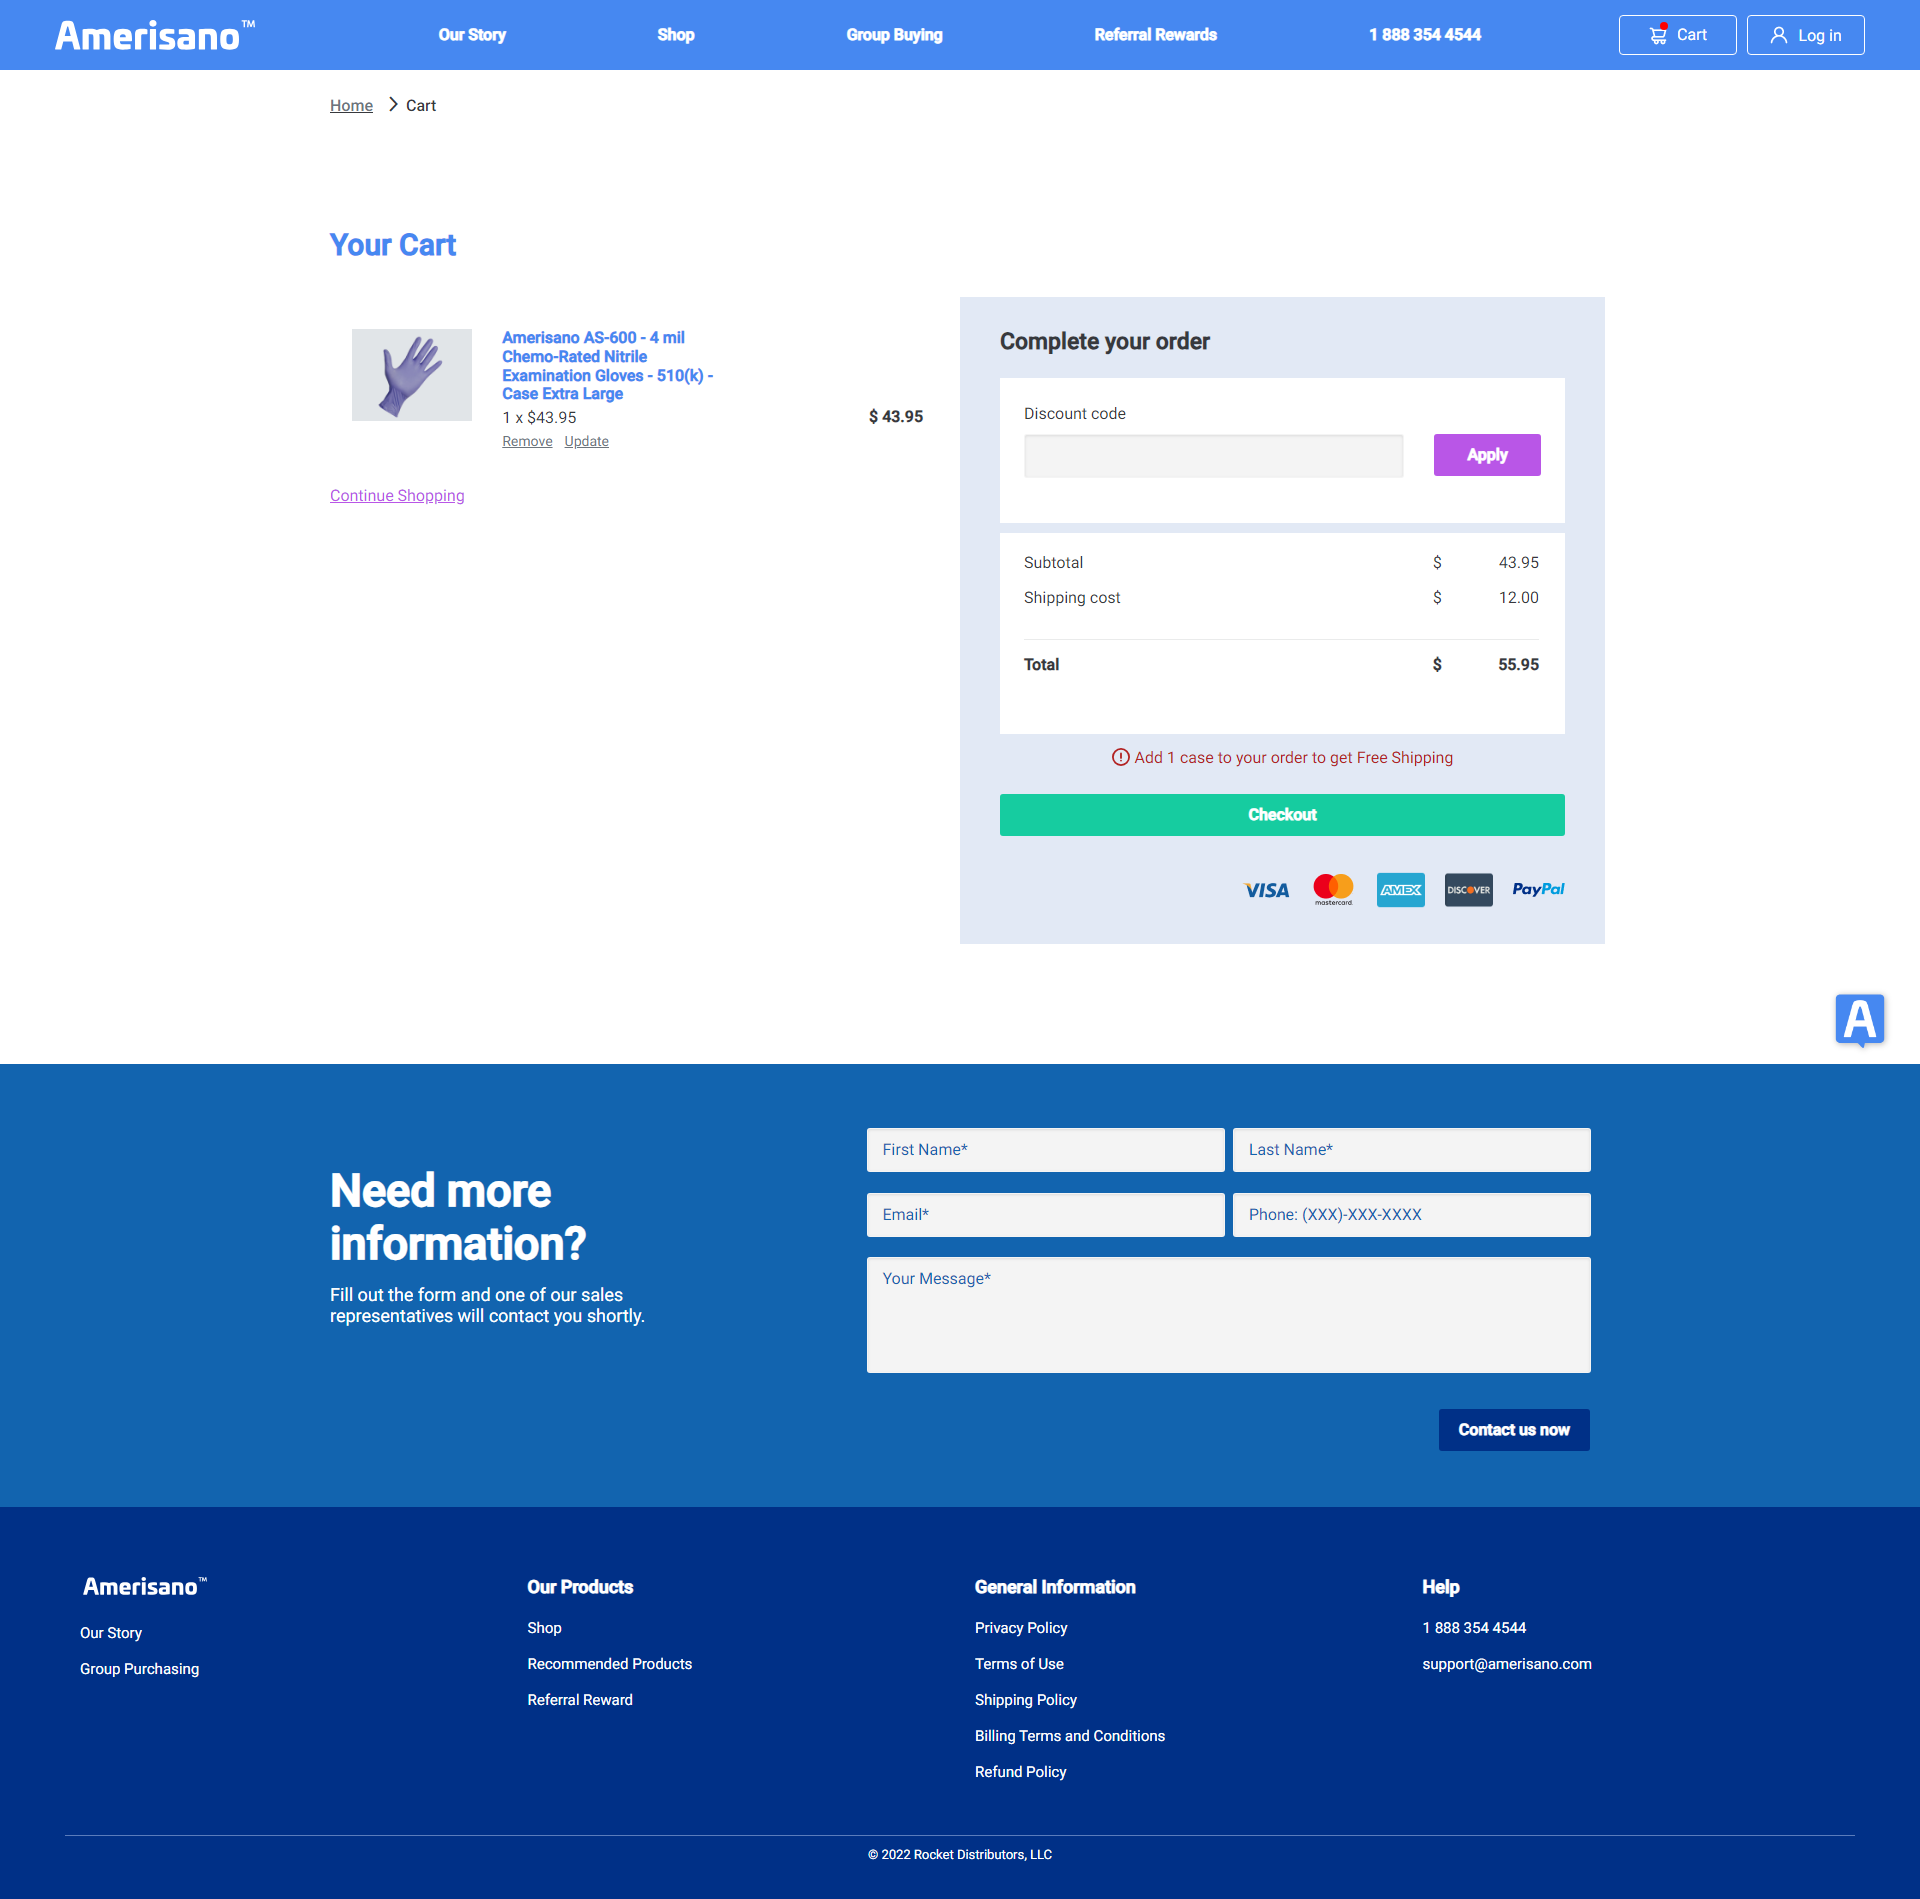 Amerisano™
Our Story
Shop
Group Buying
Referral Rewards
1 888 354 4544
Cart
Log in
Home
Cart
Your Cart
Amerisano AS-600 - 4 mil
Chemo-Rated Nitrile
Examination Gloves - 510(k) -
Case Extra Large
1 x $43.95
$ 43.95
Remove Update
Continue Shopping
Complete your order
Discount code
Apply
Subtotal $ 43.95
Shipping cost $ 12.00
Total $ 55.95
Add 1 case to your order to get Free Shipping
Checkout
VISA
mastercard.
AMEX
DISCOVER
PayPal
A
Need more
information?
Fill out the form and one of our sales
representatives will contact you shortly.
First Name*
Last Name*
Email*
Phone: (XXX)-XXX-XXXX
Your Message*
Contact us now
Amerisano™
Our Story
Group Purchasing
Our Products
Shop
Recommended Products
Referral Reward
General Information
Privacy Policy
Terms of Use
Shipping Policy
Billing Terms and Conditions
Refund Policy
Help
1 888 354 4544
support@amerisano.com
© 2022 Rocket Distributors, LLC